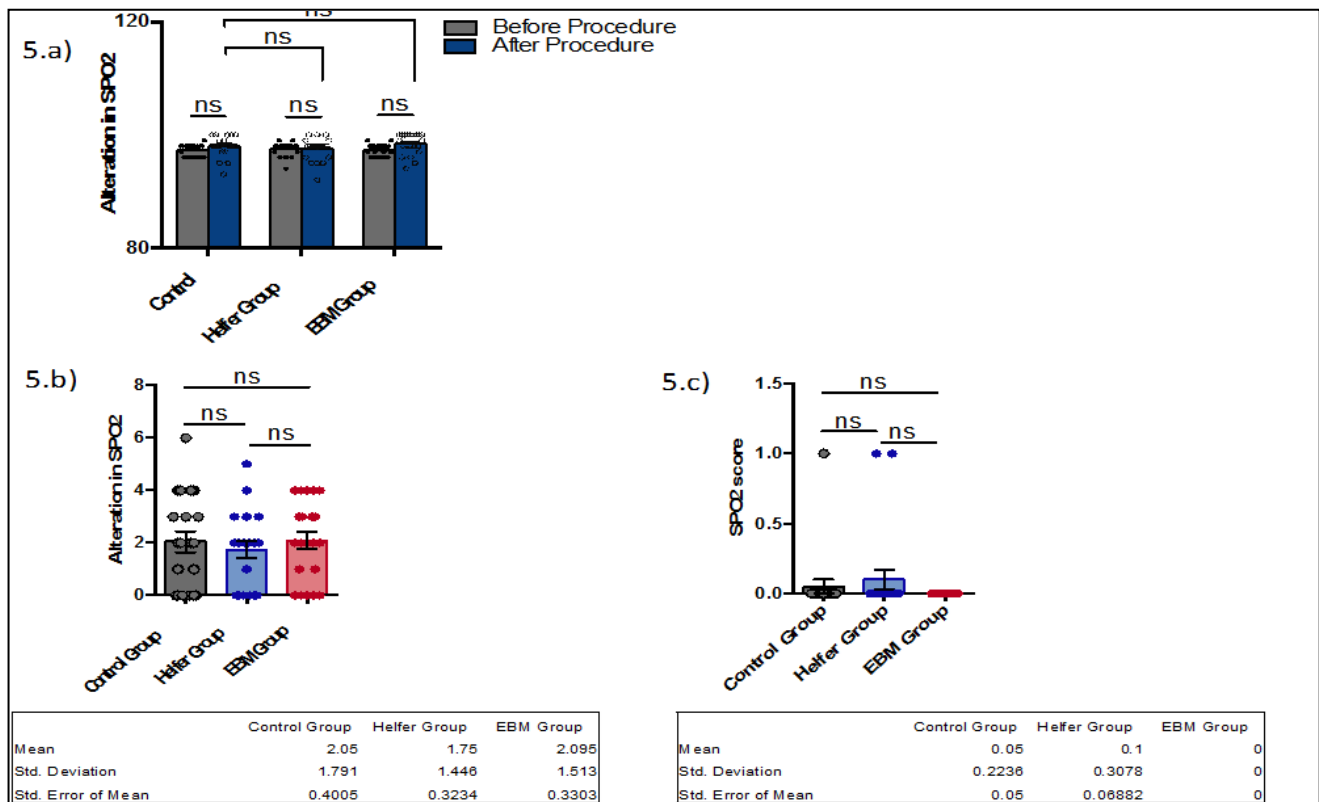 120
5.a)
ns
Before Procedure
After Procedure
ns
ns
ns
ns
Alteration in SPO2
80
Control
Helfer Group
EBM Group
5.b)
8
ns
ns
ns
6
4
2
0
Alteration in SPO2
Control Group
Helfer Group
EBM Group
5.c)
1.5
ns
ns
ns
1.0
0.5
0.0
SPO2 score
Control Group
Helfer Group
EBM Group
Control Group Helfer Group EBM Group
Mean 2.05 1.75 2.095
Std. Deviation 1.791 1.446 1.513
Std. Error of Mean 0.4005 0.3234 0.3303
Control Group Helfer Group EBM Group
Mean 0.05 0.1 0
Std. Deviation 0.2236 0.3078 0
Std. Error of Mean 0.05 0.06882 0